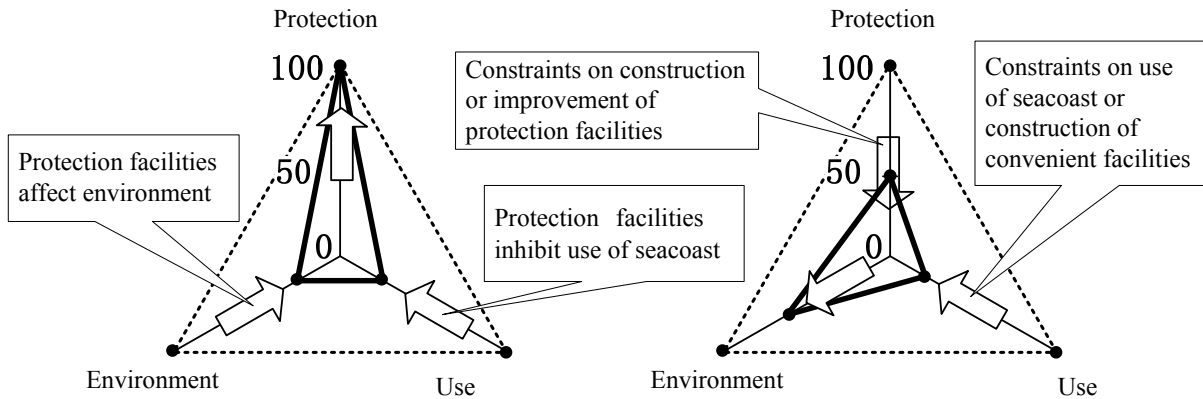 Protection
100
50
0
Protection facilities
affect environment
Protection facilities
inhibit use of seacoast
Environment
Use
Protection
100
50
0
Constraints on construction
or improvement of
protection facilities
Constraints on use
of seacoast or
construction of
convenient facilities
Environment
Use